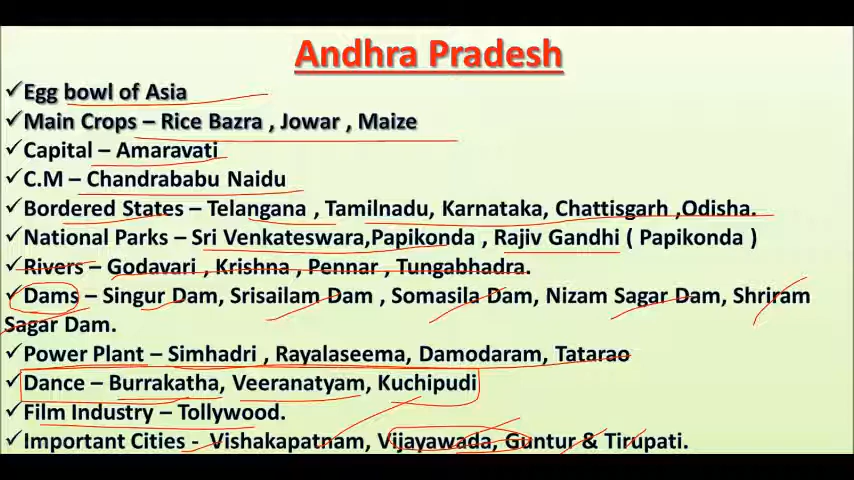 Andhra Pradesh
✓Egg bowl of Asia
✓Main Crops – Rice Bazra , Jowar , Maize
✓Capital – Amaravati
✓C.M – Chandrababu Naidu
✓Bordered States – Telangana , Tamilnadu, Karnataka, Chattisgarh ,Odisha.
✓National Parks – Sri Venkateswara,Papikonda , Rajiv Gandhi ( Papikonda )
✓Rivers – Godavari , Krishna , Pennar , Tungabhadra.
✓Dams – Singur Dam, Srisailam Dam , Somasila Dam, Nizam Sagar Dam, Shriram
Sagar Dam.
✓Power Plant – Simhadri , Rayalaseema, Damodaram, Tatarao
✓Dance – Burrakatha, Veeranatyam, Kuchipudi
✓Film Industry – Tollywood.
✓Important Cities - Vishakapatnam, Vijayawada, Guntur & Tirupati.